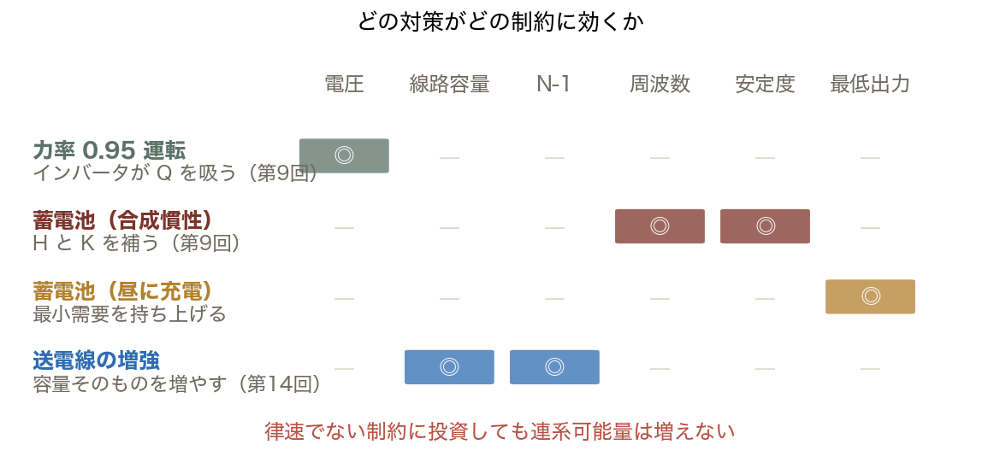 どの対策がどの制約に効くか
電圧 線路容量 N-1 周波数 安定度 最低出力
力率 0.95 運転 ◎ — — — — —
インバータが Q を吸う（第9回）
蓄電池（合成慣性） — — — ◎ ◎ —
H と K を補う（第9回）
蓄電池（昼に充電） — — — — — ◎
最小需要を持ち上げる
送電線の増強 — ◎ ◎ — — —
容量そのものを増やす（第14回）
律速でない制約に投資しても連系可能量は増えない